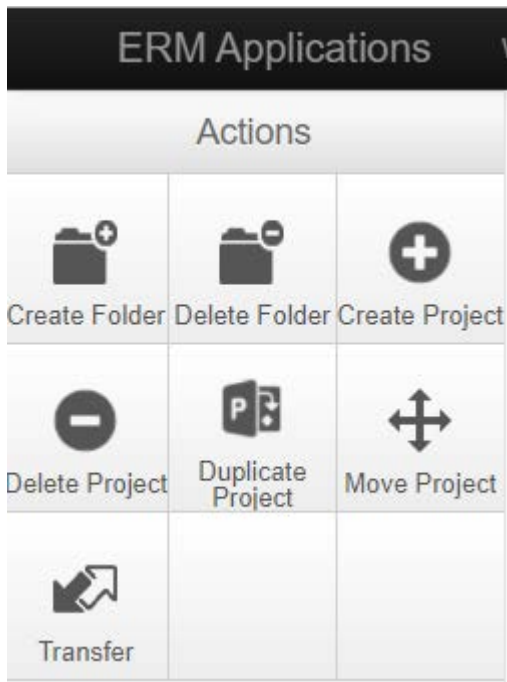 ERM Applications
Actions
Create Folder
Delete Folder
Create Project
Delete Project
P
Duplicate
Project
Move Project
Transfer